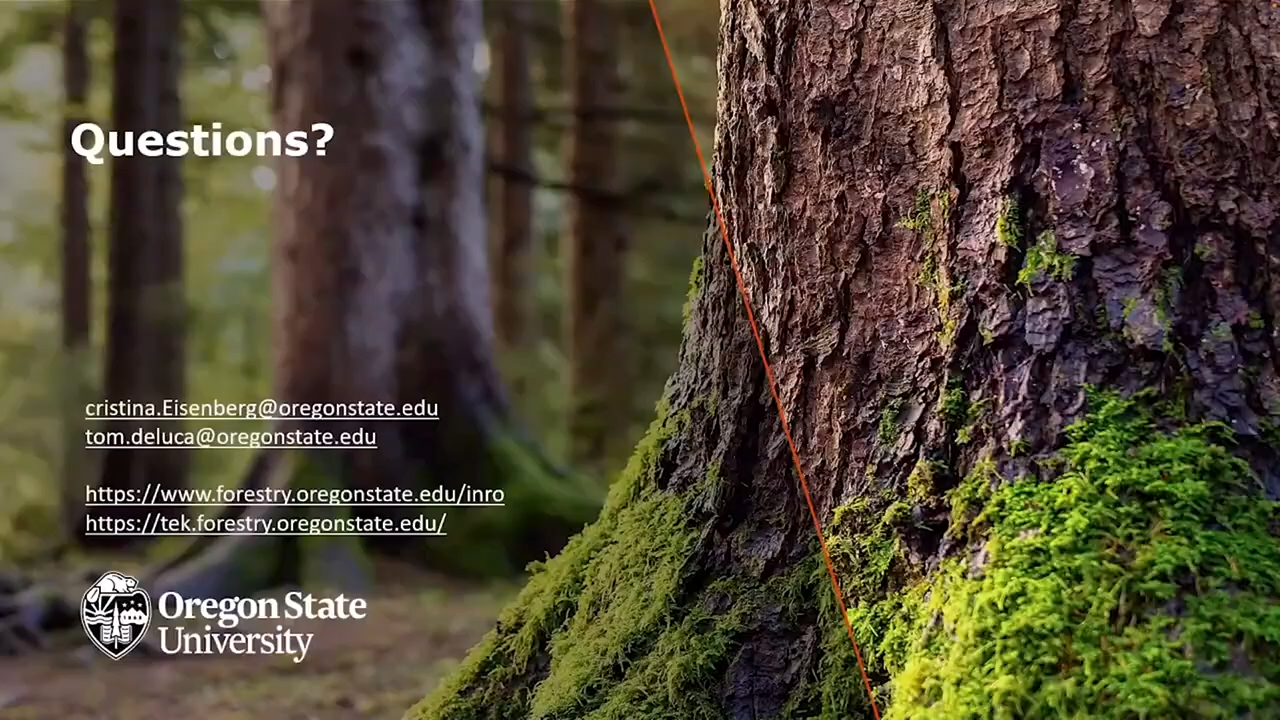 Questions?
cristina.Eisenberg@oregonstate.edu
tom.deluca@oregonstate.edu
https://www.forestry.oregonstate.edu/inro
https://tek.forestry.oregonstate.edu/
Oregon State
University